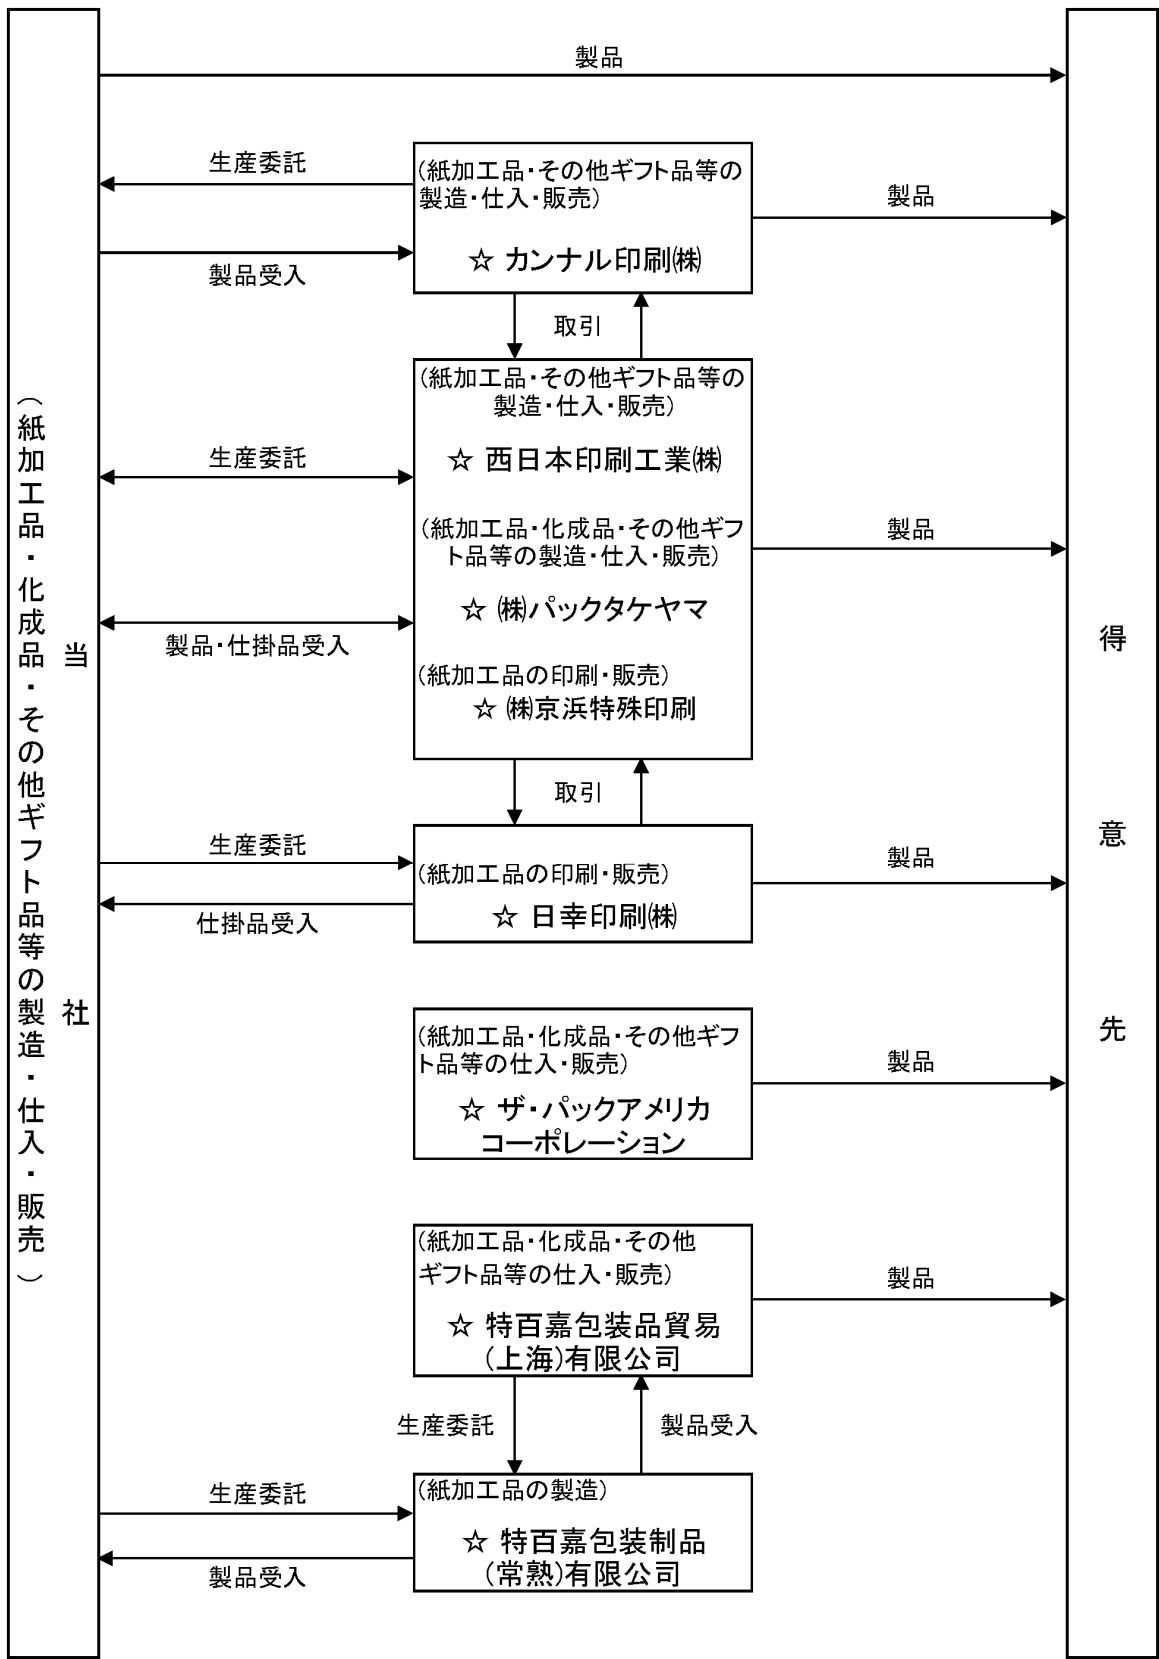 (紙加工品・化成品・その他ギフト品等の製造・仕入・販売)
当社
製品
生産委託
製品受入
(紙加工品・その他ギフト品等の
製造・仕入・販売)
☆ カンナル印刷㈱
製品
取引
生産委託
製品・仕掛品受入
(紙加工品・その他ギフト品等の
製造・仕入・販売)
☆ 西日本印刷工業㈱
(紙加工品・化成品・その他ギフ
ト品等の製造・仕入・販売)
☆ ㈱パックタケヤマ
(紙加工品の印刷・販売)
☆ ㈱京浜特殊印刷
製品
取引
生産委託
仕掛品受入
(紙加工品の印刷・販売)
☆ 日幸印刷㈱
製品
(紙加工品・化成品・その他ギフ
ト品等の仕入・販売)
☆ ザ・パックアメリカ
コーポレーション
製品
(紙加工品・化成品・その他
ギフト品等の仕入・販売)
☆ 特百嘉包装品貿易
(上海)有限公司
製品
生産委託
製品受入
生産委託
製品受入
(紙加工品の製造)
☆ 特百嘉包装制品
(常熟)有限公司
得意先